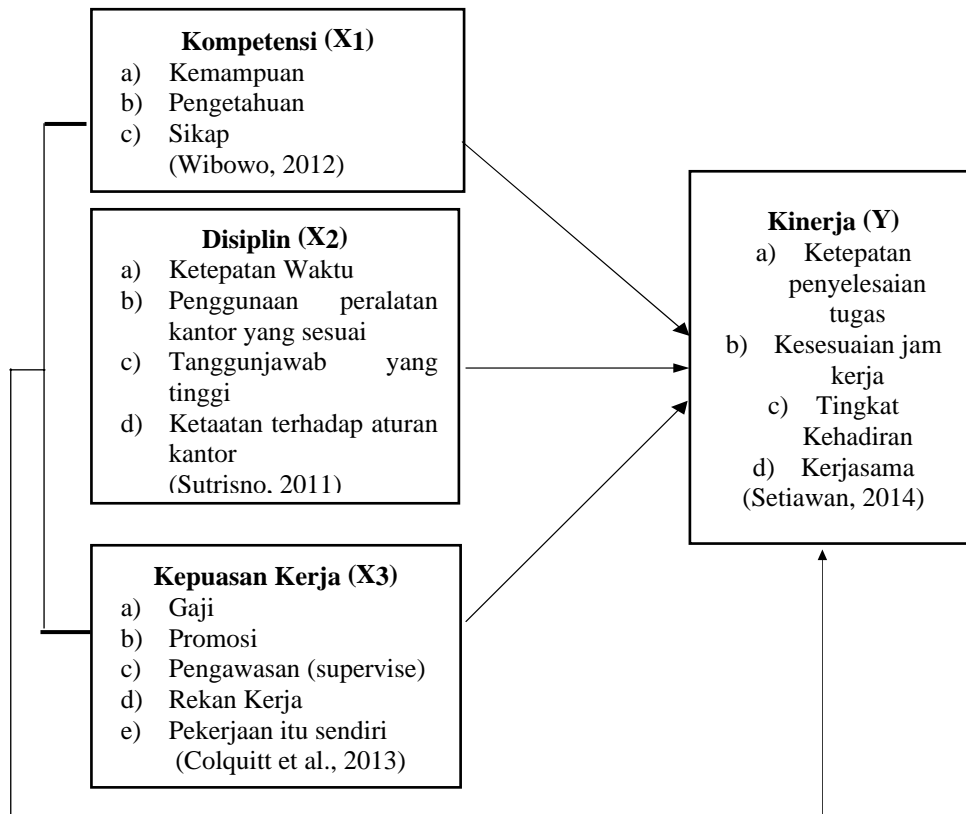 Kompetensi (X1)
a) Kemampuan
b) Pengetahuan
c) Sikap
(Wibowo, 2012)
Disiplin (X2)
a) Ketepatan Waktu
b) Penggunaan peralatan
kantor yang sesuai
c) Tanggunjawab yang
tinggi
d) Ketaatan terhadap aturan
kantor
(Sutrisno, 2011)
Kepuasan Kerja (X3)
a) Gaji
b) Promosi
c) Pengawasan (supervise)
d) Rekan Kerja
e) Pekerjaan itu sendiri
(Colquitt et al., 2013)
Kinerja (Y)
a) Ketepatan
penyelesaian
tugas
b) Kesesuaian jam
kerja
c) Tingkat
Kehadiran
d) Kerjasama
(Setiawan, 2014)